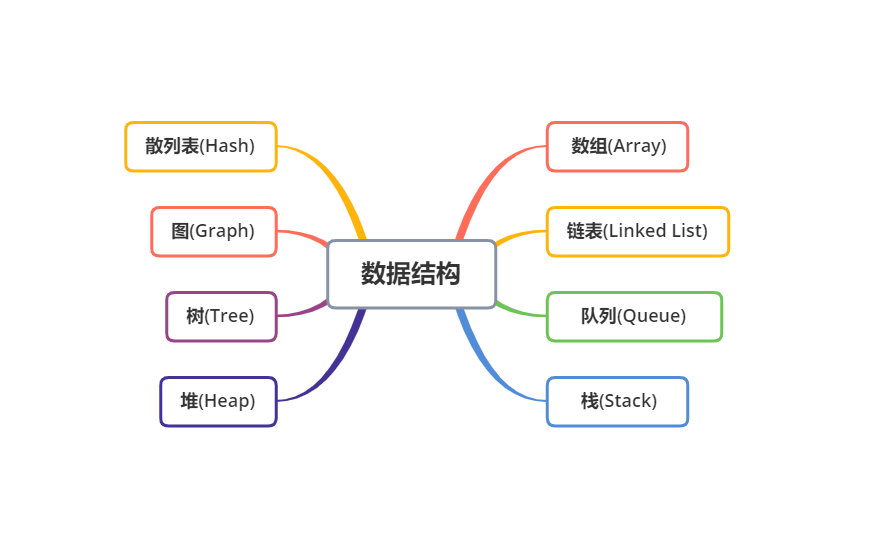 散列表(Hash)
数组(Array)
图(Graph)
链表(Linked List)
数据结构
树(Tree)
队列(Queue)
堆(Heap)
栈(Stack)